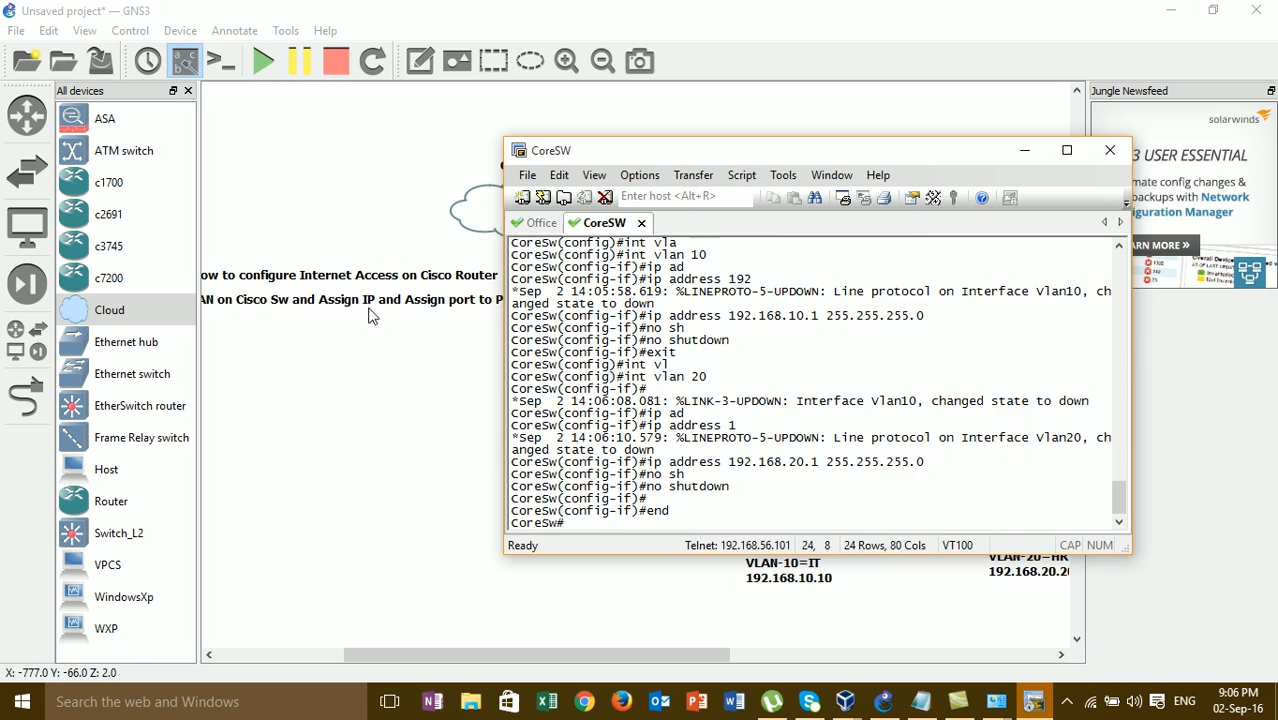 Unsaved project* — GNS3
File Edit View Control Device Annotate Tools Help
All devices
ASA
ATM switch
c1700
c2691
c3745
c7200
Cloud
Ethernet hub
Ethernet switch
EtherSwitch router
Frame Relay switch
Host
Router
Switch_L2
VPCS
WindowsXp
WXP
ow to configure Internet Access on Cisco Router
AN on Cisco Sw and Assign IP and Assign port to P
CoreSW
File Edit View Options Transfer Script Tools Window Help
Enter host <Alt+R>
Office CoreSW
CoreSw(config)#int vla
CoreSw(config)#int vlan 10
CoreSw(config-if)#ip ad
CoreSw(config-if)#ip address 192
*Sep  2 14:05:58.619: %LINEPROTO-5-UPDOWN: Line protocol on Interface Vlan10, ch
anged state to down
CoreSw(config-if)#ip address 192.168.10.1 255.255.255.0
CoreSw(config-if)#no sh
CoreSw(config-if)#no shutdown
CoreSw(config-if)#exit
CoreSw(config)#int vl
CoreSw(config)#int vlan 20
CoreSw(config-if)#
*Sep  2 14:06:08.081: %LINK-3-UPDOWN: Interface Vlan10, changed state to down
CoreSw(config-if)#ip ad
CoreSw(config-if)#ip address 1
*Sep  2 14:06:10.579: %LINEPROTO-5-UPDOWN: Line protocol on Interface Vlan20, ch
anged state to down
CoreSw(config-if)#ip address 192.168.20.1 255.255.255.0
CoreSw(config-if)#no sh
CoreSw(config-if)#no shutdown
CoreSw(config-if)#
CoreSw(config-if)#end
CoreSw#
Ready Telnet: 192.168.56.101 24, 8 24 Rows, 80 Cols VT100 CAP NUM
VLAN-10=IT
192.168.10.10
VLAN-20=HR
192.168.20.20
Jungle Newsfeed
solarwinds
3 USER ESSENTIAL
mate config changes &
backups with Network
iguration Manager
ARN MORE »
X: -777.0 Y: -66.0 Z: 2.0
Search the web and Windows
ENG
9:06 PM
02-Sep-16